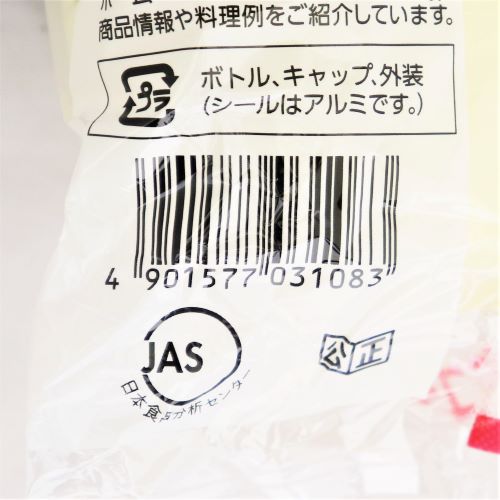 商品情報や料理例をご紹介しています。
プラ
ボトル、キャップ、外装
(シールはアルミです。)
4 901577 031083
JAS
日本食品分析センター
公正